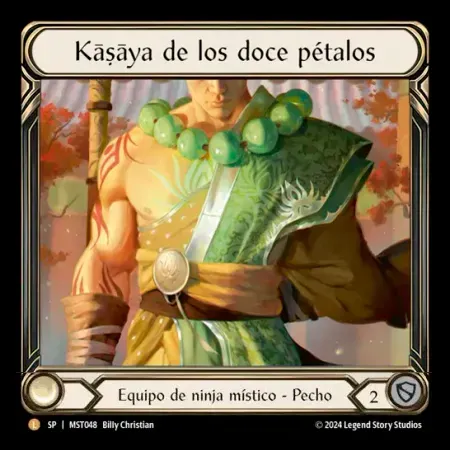 Kāṣāya de los doce pétalos
Equipo de ninja místico - Pecho
2
L SP | MST048 Billy Christian
© 2024 Legend Story Studios